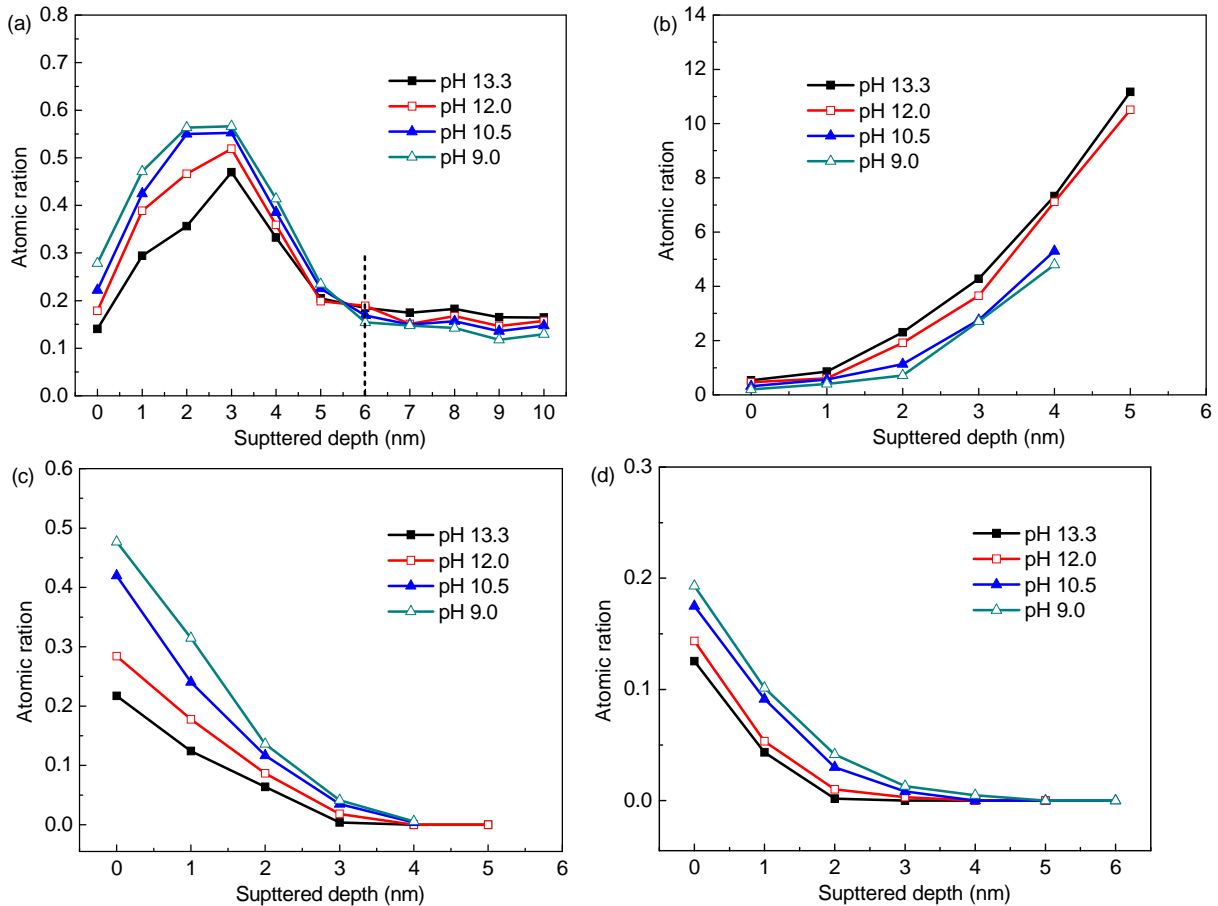 (a)
0.8
0.7
0.6
0.5
0.4
0.3
0.2
0.1
0.0
Atomic ration
pH 13.3
pH 12.0
pH 10.5
pH 9.0
0 1 2 3 4 5 6 7 8 9 10
Supttered depth (nm)
(b)
14
12
10
8
6
4
2
0
Atomic ration
pH 13.3
pH 12.0
pH 10.5
pH 9.0
0 1 2 3 4 5 6
Supttered depth (nm)
(c)
0.6
0.5
0.4
0.3
0.2
0.1
0.0
Atomic ration
pH 13.3
pH 12.0
pH 10.5
pH 9.0
0 1 2 3 4 5 6
Supttered depth (nm)
(d)
0.3
0.2
0.1
0.0
Atomic ration
pH 13.3
pH 12.0
pH 10.5
pH 9.0
0 1 2 3 4 5 6
Supttered depth (nm)